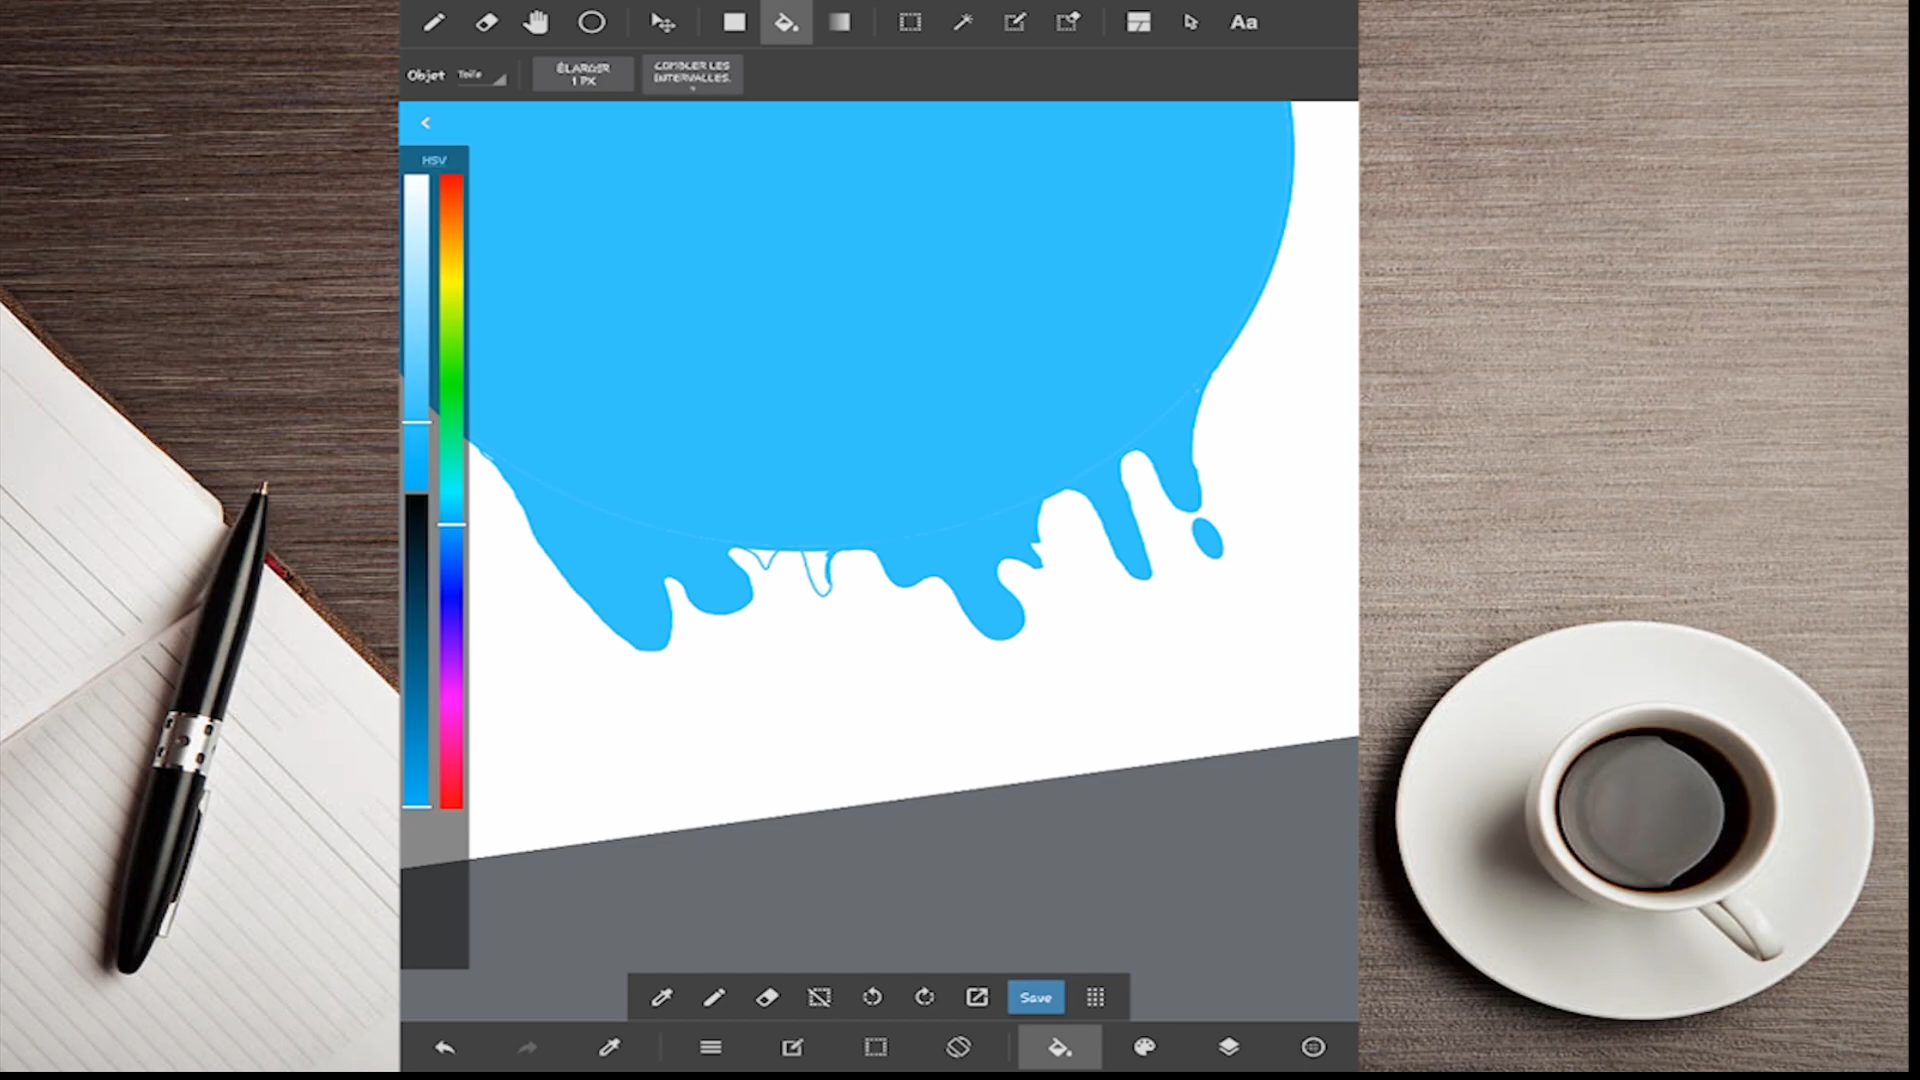 Aa
Objet Toile
ÉLARGIR
1 PX
COMBLER LES
INTERVALLES.
HSV
Save